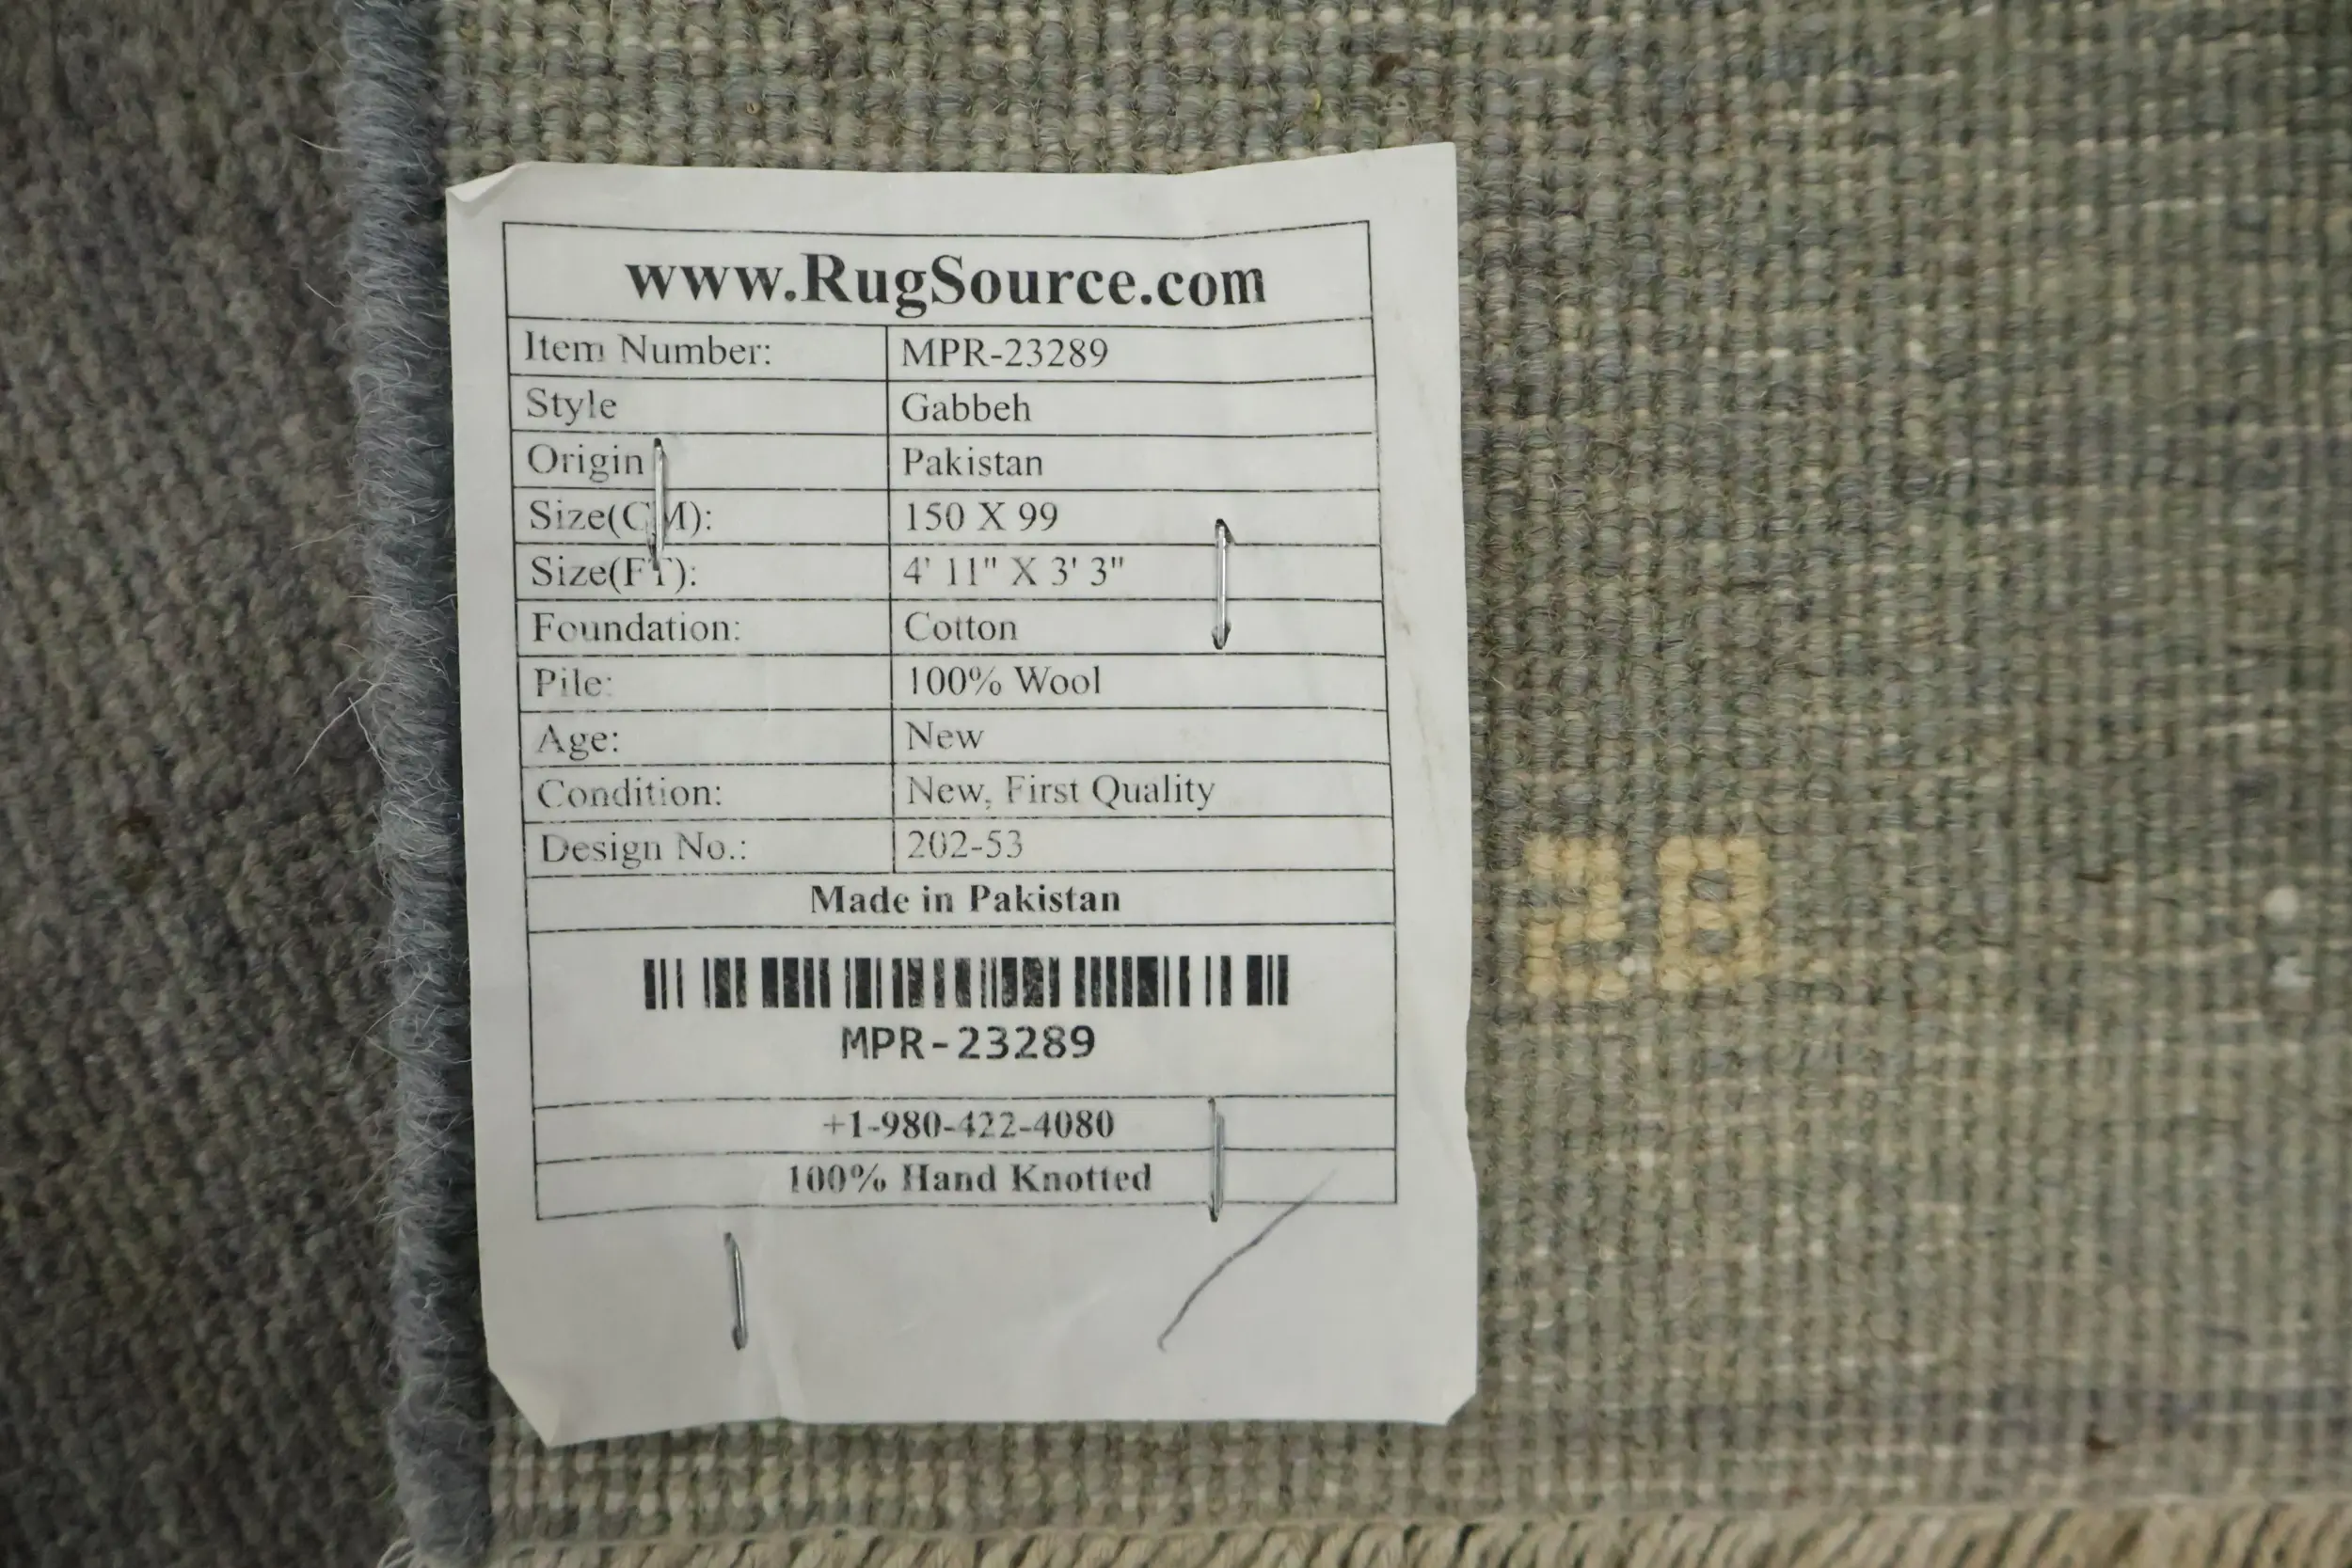 www.RugSource.com
Item Number: MPR-23289
Style Gabbeh
Origin Pakistan
Size(CM): 150 X 99
Size(FT): 4' 11" X 3' 3"
Foundation: Cotton
Pile: 100% Wool
Age: New
Condition: New, First Quality
Design No.: 202-53
Made in Pakistan
MPR-23289
+1-980-422-4080
100% Hand Knotted
28